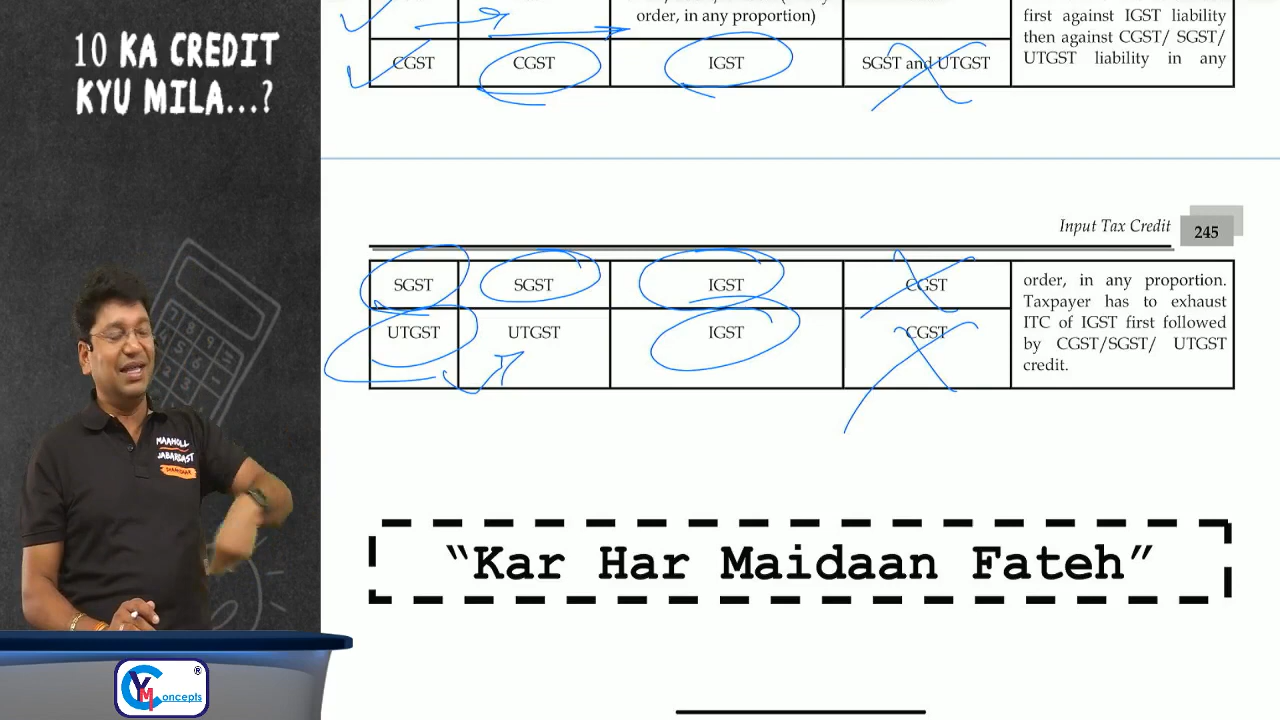 10 KA CREDIT
KYU MILA...?
order, in any proportion)
CGST
CGST
IGST
SGST and UTGST
first against IGST liability
then against CGST/ SGST/
UTGST liability in any
Input Tax Credit
245
SGST
SGST
IGST
CGST
UTGST
UTGST
IGST
CGST
order, in any proportion.
Taxpayer has to exhaust
ITC of IGST first followed
by CGST/SGST/ UTGST
credit.
“Kar Har Maidaan Fateh”
MAAHOLL
JABARDAST
YM
oncepts
®